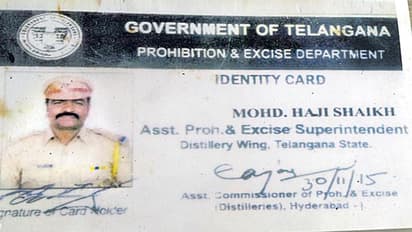 GOVERNMENT OF TELANGANA
PROHIBITION & EXCISE DEPARTMENT
IDENTITY CARD
MOHD. HAJI SHAIKH
Asst. Proh.& Excise Superintendent
Distillery Wing, Telangana State.
30/11/15
Asst. Commissioner of Proh. & Excise
(Distilleries), Hyderabad -
gnature of Card Holder